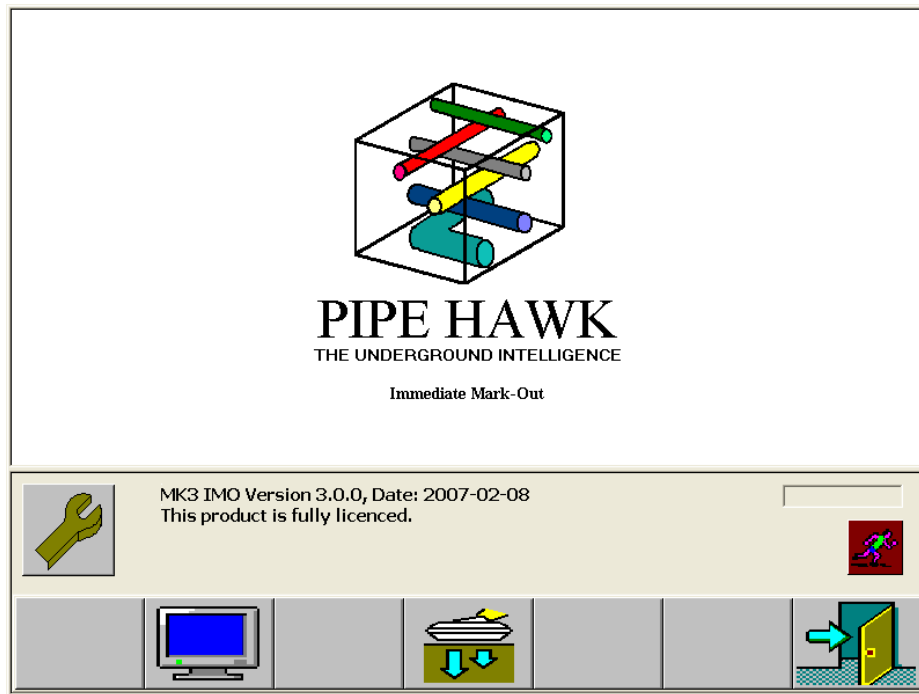 PIPE HAWK
THE UNDERGROUND INTELLIGENCE
Immediate Mark-Out
MK3 IMO Version 3.0.0, Date: 2007-02-08
This product is fully licenced.